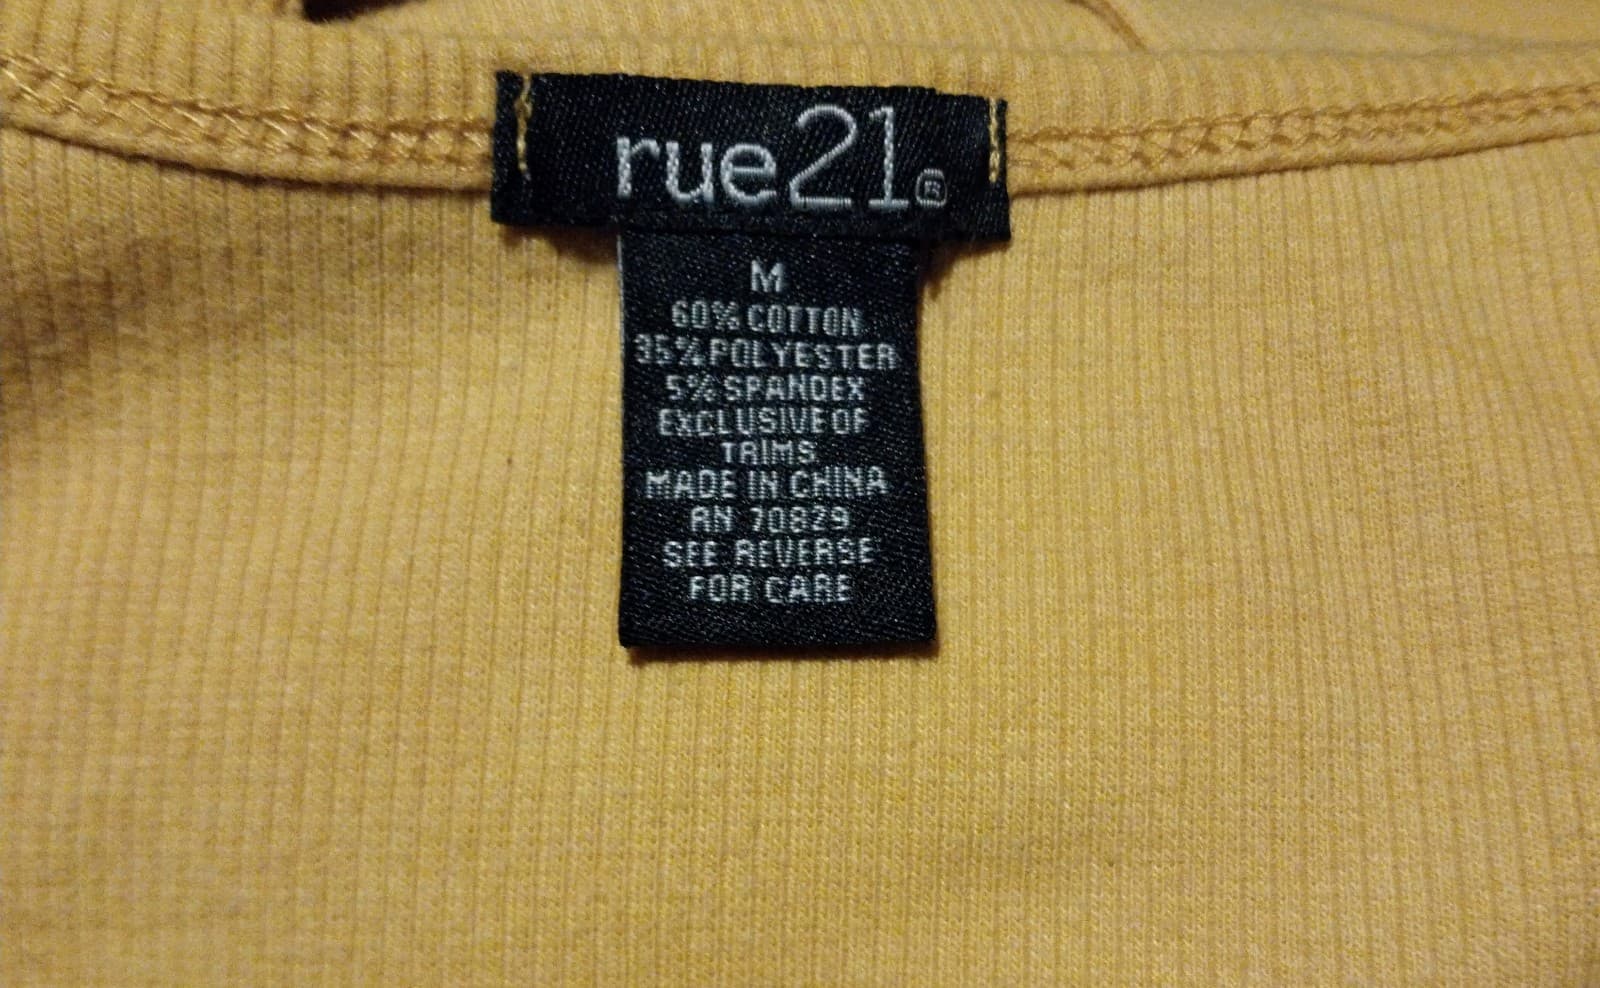 rue21®
M
60% COTTON
35% POLYESTER
5% SPANDEX
EXCLUSIVE OF
TRIMS
MADE IN CHINA
RN 70829
SEE REVERSE
FOR CARE